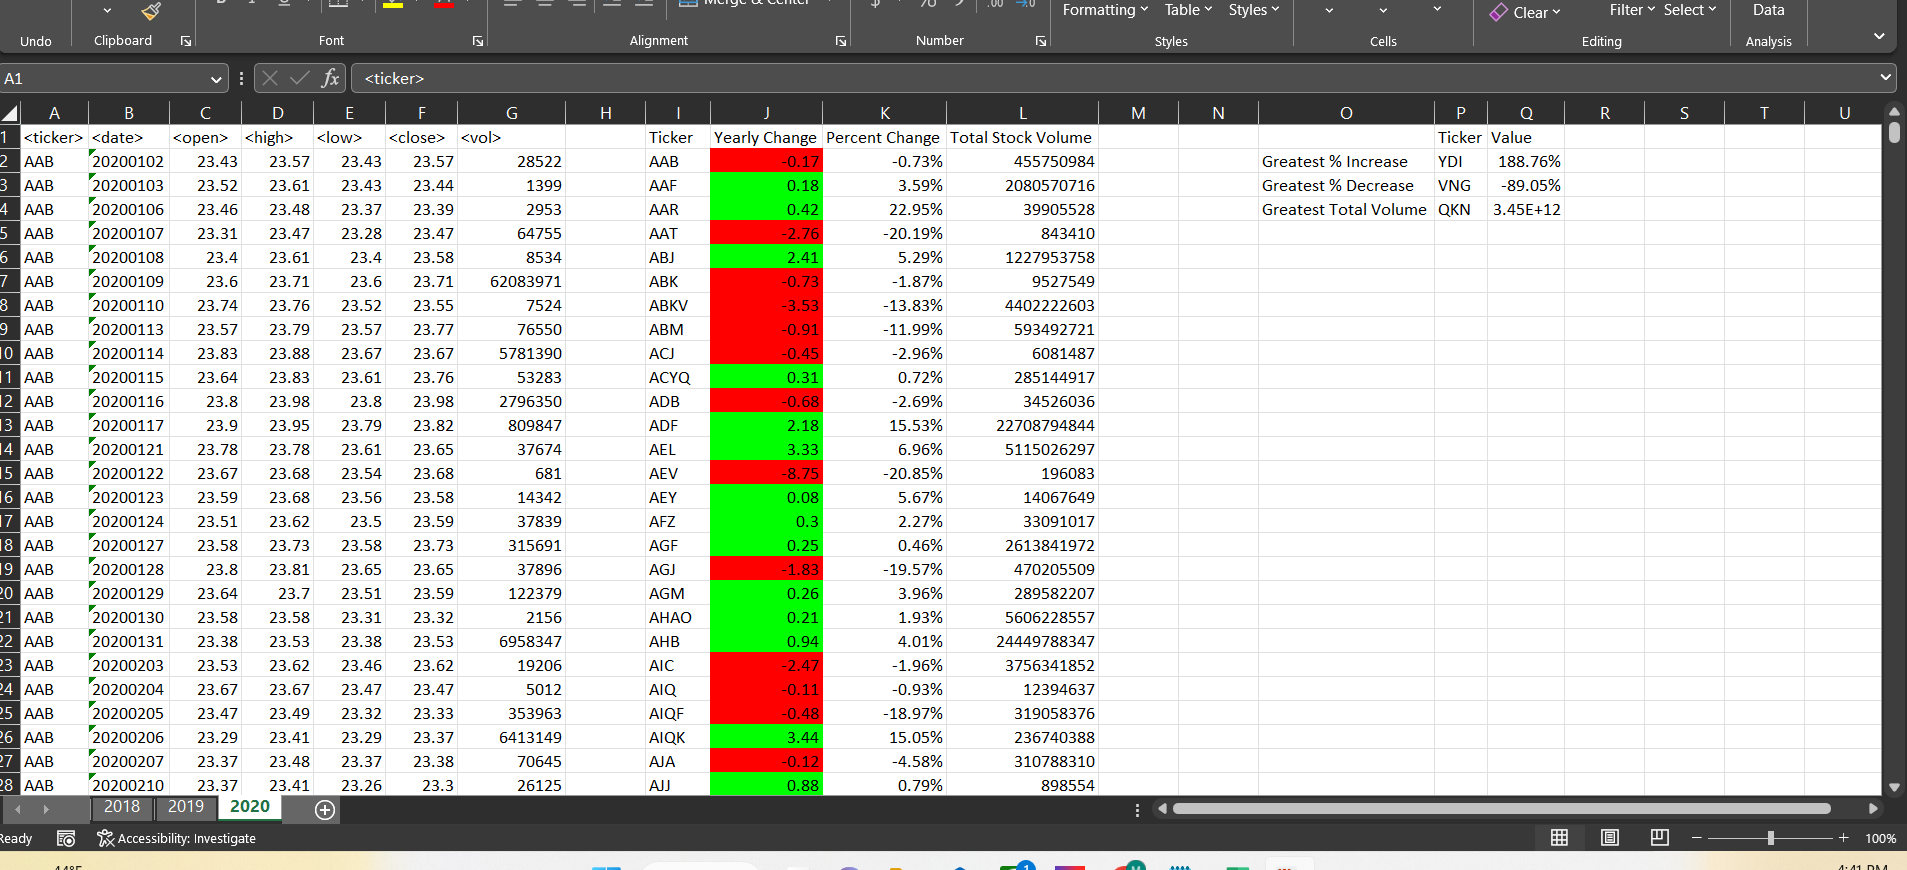 Merge & Center
Formatting Table Styles Clear Filter Select Data
Undo Clipboard Font Alignment Number Styles Cells Editing Analysis
A1 fx <ticker>
A B C D E F G H I J K L M N O P Q R S T U
1 <ticker> <date> <open> <high> <low> <close> <vol> Ticker Yearly Change Percent Change Total Stock Volume Ticker Value
2 AAB 20200102 23.43 23.57 23.43 23.57 28522 AAB -0.17 -0.73% 455750984 Greatest % Increase YDI 188.76%
3 AAB 20200103 23.52 23.61 23.43 23.44 1399 AAF 0.18 3.59% 2080570716 Greatest % Decrease VNG -89.05%
4 AAB 20200106 23.46 23.48 23.37 23.39 2953 AAR 0.42 22.95% 39905528 Greatest Total Volume QKN 3.45E+12
5 AAB 20200107 23.31 23.47 23.28 23.47 64755 AAT -2.76 -20.19% 843410
6 AAB 20200108 23.4 23.61 23.4 23.58 8534 ABJ 2.41 5.29% 1227953758
7 AAB 20200109 23.6 23.71 23.6 23.71 62083971 ABK -0.73 -1.87% 9527549
8 AAB 20200110 23.74 23.76 23.52 23.55 7524 ABKV -3.53 -13.83% 4402222603
9 AAB 20200113 23.57 23.79 23.57 23.77 76550 ABM -0.91 -11.99% 593492721
10 AAB 20200114 23.83 23.88 23.67 23.67 5781390 ACJ -0.45 -2.96% 6081487
11 AAB 20200115 23.64 23.83 23.61 23.76 53283 ACYQ 0.31 0.72% 285144917
12 AAB 20200116 23.8 23.98 23.8 23.98 2796350 ADB -0.68 -2.69% 34526036
13 AAB 20200117 23.9 23.95 23.79 23.82 809847 ADF 2.18 15.53% 22708794844
14 AAB 20200121 23.78 23.78 23.61 23.65 37674 AEL 3.33 6.96% 5115026297
15 AAB 20200122 23.67 23.68 23.54 23.68 681 AEV -8.75 -20.85% 196083
16 AAB 20200123 23.59 23.68 23.56 23.58 14342 AEY 0.08 5.67% 14067649
17 AAB 20200124 23.51 23.62 23.5 23.59 37839 AFZ 0.3 2.27% 33091017
18 AAB 20200127 23.58 23.73 23.58 23.73 315691 AGF 0.25 0.46% 2613841972
19 AAB 20200128 23.8 23.81 23.65 23.65 37896 AGJ -1.83 -19.57% 470205509
20 AAB 20200129 23.64 23.7 23.51 23.59 122379 AGM 0.26 3.96% 289582207
21 AAB 20200130 23.58 23.58 23.31 23.32 2156 AHAO 0.21 1.93% 5606228557
22 AAB 20200131 23.38 23.53 23.38 23.53 6958347 AHB 0.94 4.01% 24449788347
23 AAB 20200203 23.53 23.62 23.46 23.62 19206 AIC -2.47 -1.96% 3756341852
24 AAB 20200204 23.67 23.67 23.47 23.47 5012 AIQ -0.11 -0.93% 12394637
25 AAB 20200205 23.47 23.49 23.32 23.33 353963 AIQF -0.48 -18.97% 319058376
26 AAB 20200206 23.29 23.41 23.29 23.37 6413149 AIQK 3.44 15.05% 236740388
27 AAB 20200207 23.37 23.48 23.37 23.38 70645 AJA -0.12 -4.58% 310788310
28 AAB 20200210 23.37 23.41 23.26 23.3 26125 AJJ 0.88 0.79% 898554
2018 2019 2020
Ready Accessibility: Investigate 100%
44°F 4:41 PM